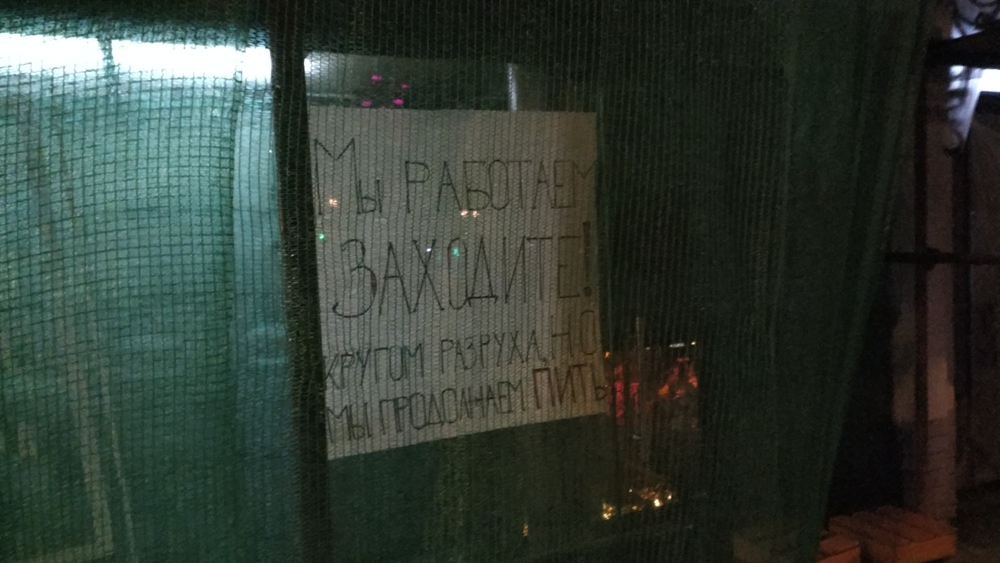 Мы РАБОТАЕМ
ЗАХОДИТЕ!
КРУГОМ РАЗРУХА, НО
МЫ ПРОДОЛЖАЕМ ПИТЬ